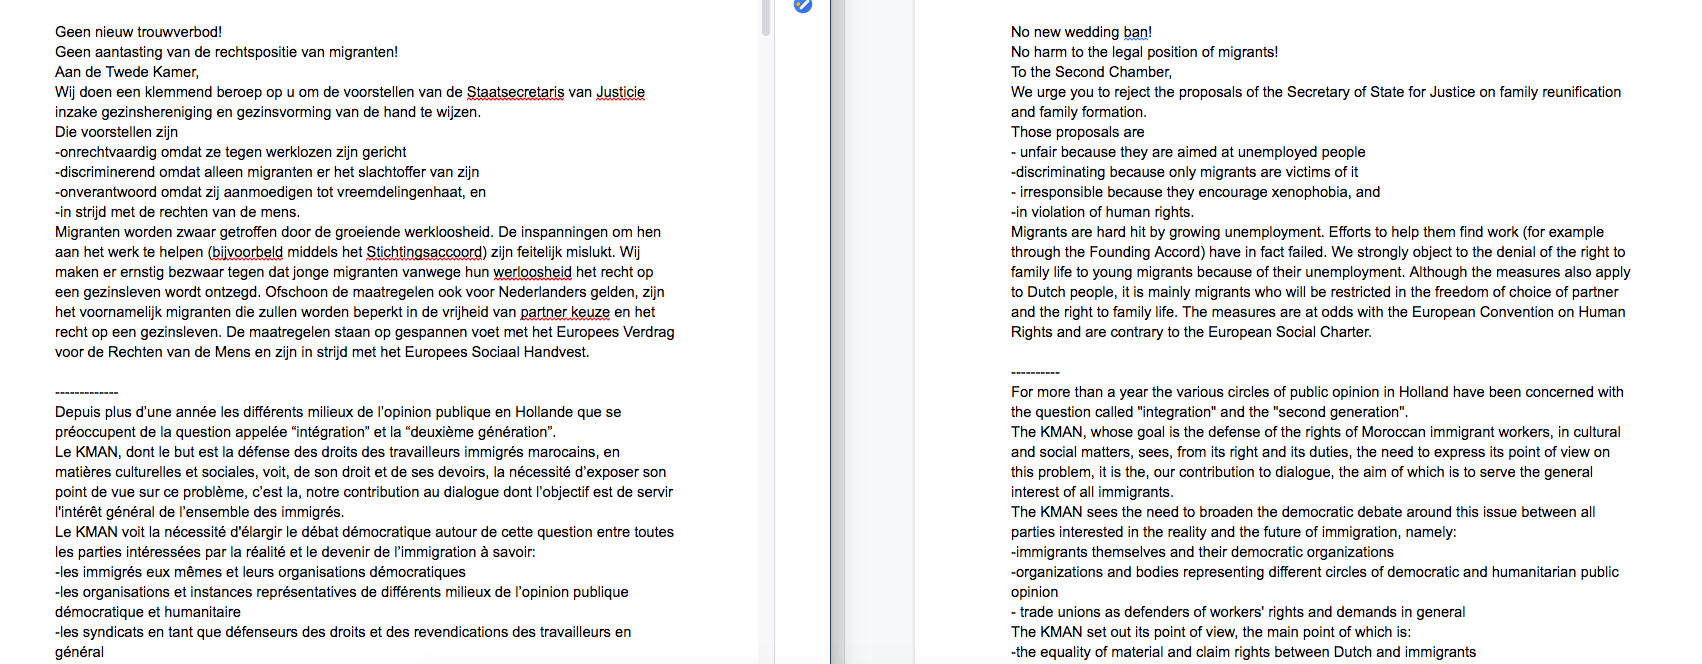 Geen nieuw trouwverbod!
Geen aantasting van de rechtspositie van migranten!
Aan de Twede Kamer,
Wij doen een klemmend beroep op u om de voorstellen van de Staatsecretaris van Justicie
inzake gezinshereniging en gezinsvorming van de hand te wijzen.
Die voorstellen zijn
-onrechtvaardig omdat ze tegen werklozen zijn gericht
-discriminerend omdat alleen migranten er het slachtoffer van zijn
-onverantwoord omdat zij aanmoedigen tot vreemdelingenhaat, en
-in strijd met de rechten van de mens.
Migranten worden zwaar getroffen door de groeiende werkloosheid. De inspanningen om hen
aan het werk te helpen (bijvoorbeld middels het Stichtingsaccoord) zijn feitelijk mislukt. Wij
maken er ernstig bezwaar tegen dat jonge migranten vanwege hun werloosheid het recht op
een gezinsleven wordt ontzegd. Ofschoon de maatregelen ook voor Nederlanders gelden, zijn
het voornamelijk migranten die zullen worden beperkt in de vrijheid van partner keuze en het
recht op een gezinsleven. De maatregelen staan op gespannen voet met het Europees Verdrag
voor de Rechten van de Mens en zijn in strijd met het Europees Sociaal Handvest.
-------------
Depuis plus d'une année les différents milieux de l'opinion publique en Hollande que se
préoccupent de la question appelée “intégration” et la “deuxième génération”.
Le KMAN, dont le but est la défense des droits des travailleurs immigrés marocains, en
matières culturelles et sociales, voit, de son droit et de ses devoirs, la nécessité d'exposer son
point de vue sur ce problème, c'est la, notre contribution au dialogue dont l'objectif est de servir
l'intérêt général de l'ensemble des immigrés.
Le KMAN voit la nécessité d'élargir le débat démocratique autour de cette question entre toutes
les parties intéressées par la réalité et le devenir de l'immigration à savoir:
-les immigrés eux mêmes et leurs organisations démocratiques
-les organisations et instances représentatives de différents milieux de l'opinion publique
démocratique et humanitaire
-les syndicats en tant que défenseurs des droits et des revendications des travailleurs en
général
No new wedding ban!
No harm to the legal position of migrants!
To the Second Chamber,
We urge you to reject the proposals of the Secretary of State for Justice on family reunification
and family formation.
Those proposals are
- unfair because they are aimed at unemployed people
-discriminating because only migrants are victims of it
- irresponsible because they encourage xenophobia, and
-in violation of human rights.
Migrants are hard hit by growing unemployment. Efforts to help them find work (for example
through the Founding Accord) have in fact failed. We strongly object to the denial of the right to
family life to young migrants because of their unemployment. Although the measures also apply
to Dutch people, it is mainly migrants who will be restricted in the freedom of choice of partner
and the right to family life. The measures are at odds with the European Convention on Human
Rights and are contrary to the European Social Charter.
----------
For more than a year the various circles of public opinion in Holland have been concerned with
the question called "integration" and the "second generation".
The KMAN, whose goal is the defense of the rights of Moroccan immigrant workers, in cultural
and social matters, sees, from its right and its duties, the need to express its point of view on
this problem, it is the, our contribution to dialogue, the aim of which is to serve the general
interest of all immigrants.
The KMAN sees the need to broaden the democratic debate around this issue between all
parties interested in the reality and the future of immigration, namely:
-immigrants themselves and their democratic organizations
-organizations and bodies representing different circles of democratic and humanitarian public
opinion
- trade unions as defenders of workers' rights and demands in general
The KMAN set out its point of view, the main point of which is:
-the equality of material and claim rights between Dutch and immigrants